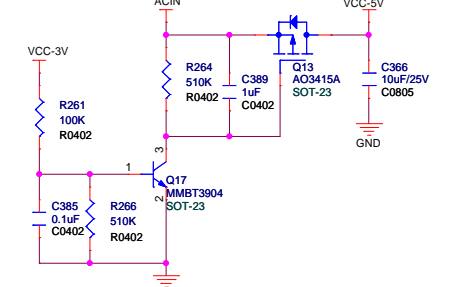 ACIN
VCC-5V
VCC-3V
R264
510K
R0402
C389
1uF
C0402
Q13
AO3415A
SOT-23
C366
10uF/25V
C0805
R261
100K
R0402
GND
3
1
Q17
MMBT3904
SOT-23
2
C385
0.1uF
C0402
R266
510K
R0402